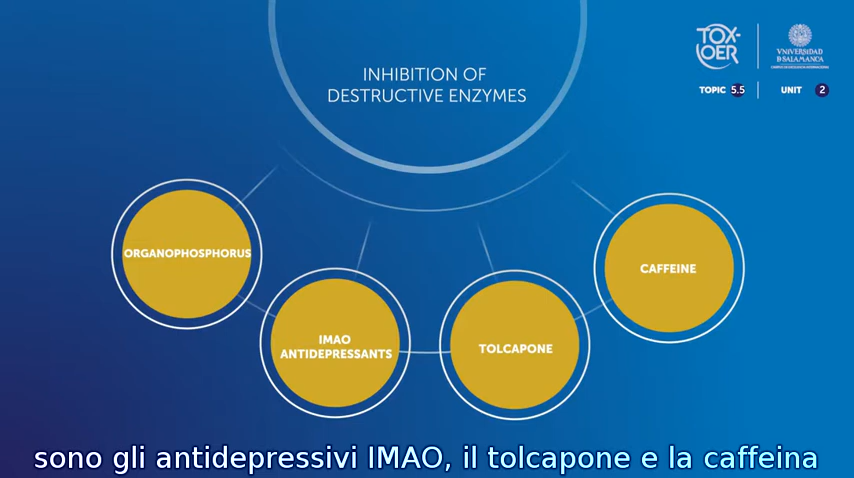 INHIBITION OF
DESTRUCTIVE ENZYMES
TOX-
OER
VNiVERSiDAD
D SALAMANCA
TOPIC 5.5
UNIT 2
ORGANOPHOSPHORUS
IMAO
ANTIDEPRESSANTS
TOLCAPONE
CAFFEINE
sono gli antidepressivi IMAO, il tolcapone e la caffeina